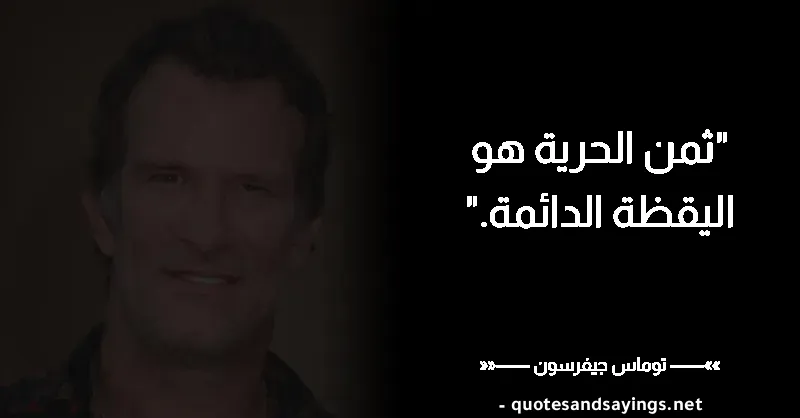 "ثمن الحرية هو
اليقظة الدائمة."
»»—— توماس جيفرسون ——««
- quotesandsayings.net